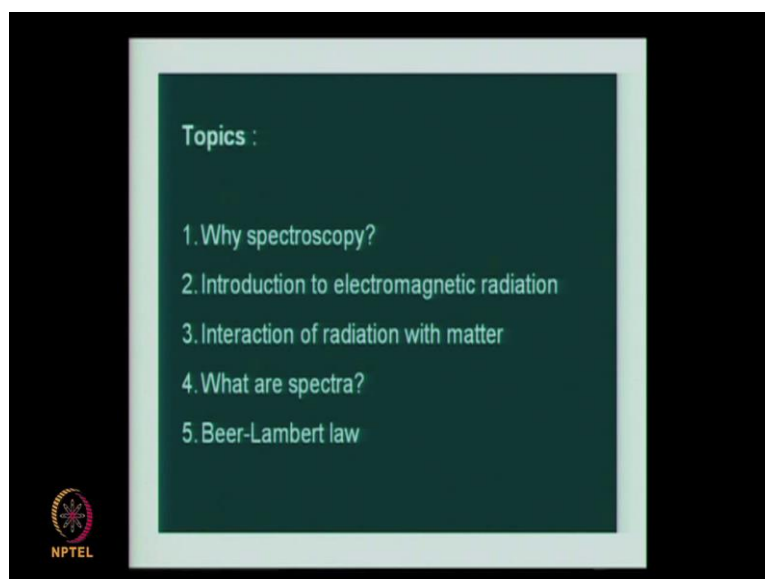 Topics :
1. Why spectroscopy?
2. Introduction to electromagnetic radiation
3. Interaction of radiation with matter
4. What are spectra?
5. Beer-Lambert law
NPTEL